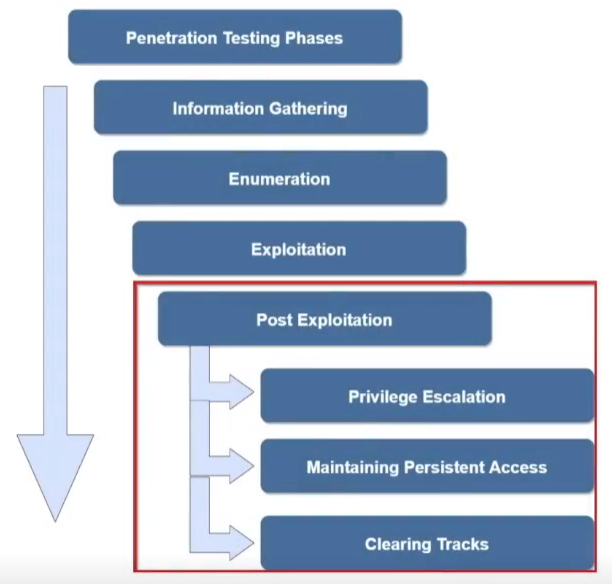 Penetration Testing Phases
Information Gathering
Enumeration
Exploitation
Post Exploitation
Privilege Escalation
Maintaining Persistent Access
Clearing Tracks